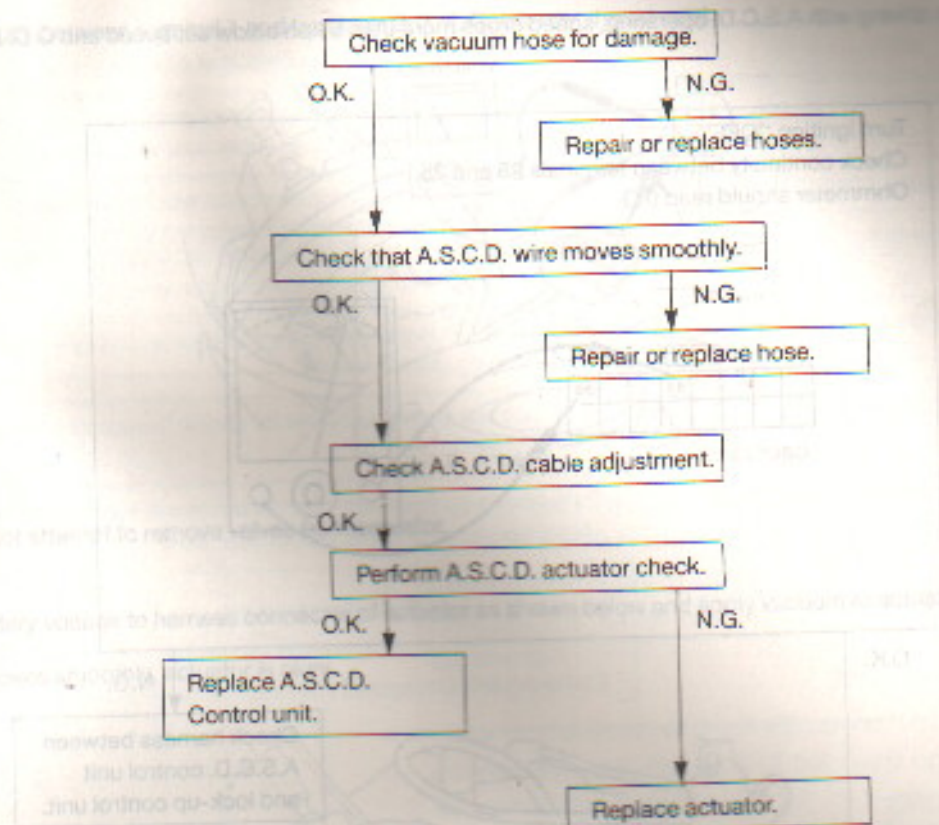 Check vacuum hose for damage.
O.K.
N.G.
Repair or replace hoses.
Check that A.S.C.D. wire moves smoothly.
O.K.
N.G.
Repair or replace hose.
Check A.S.C.D. cable adjustment.
O.K.
Perform A.S.C.D. actuator check.
O.K.
N.G.
Replace A.S.C.D.
Control unit.
Replace actuator.